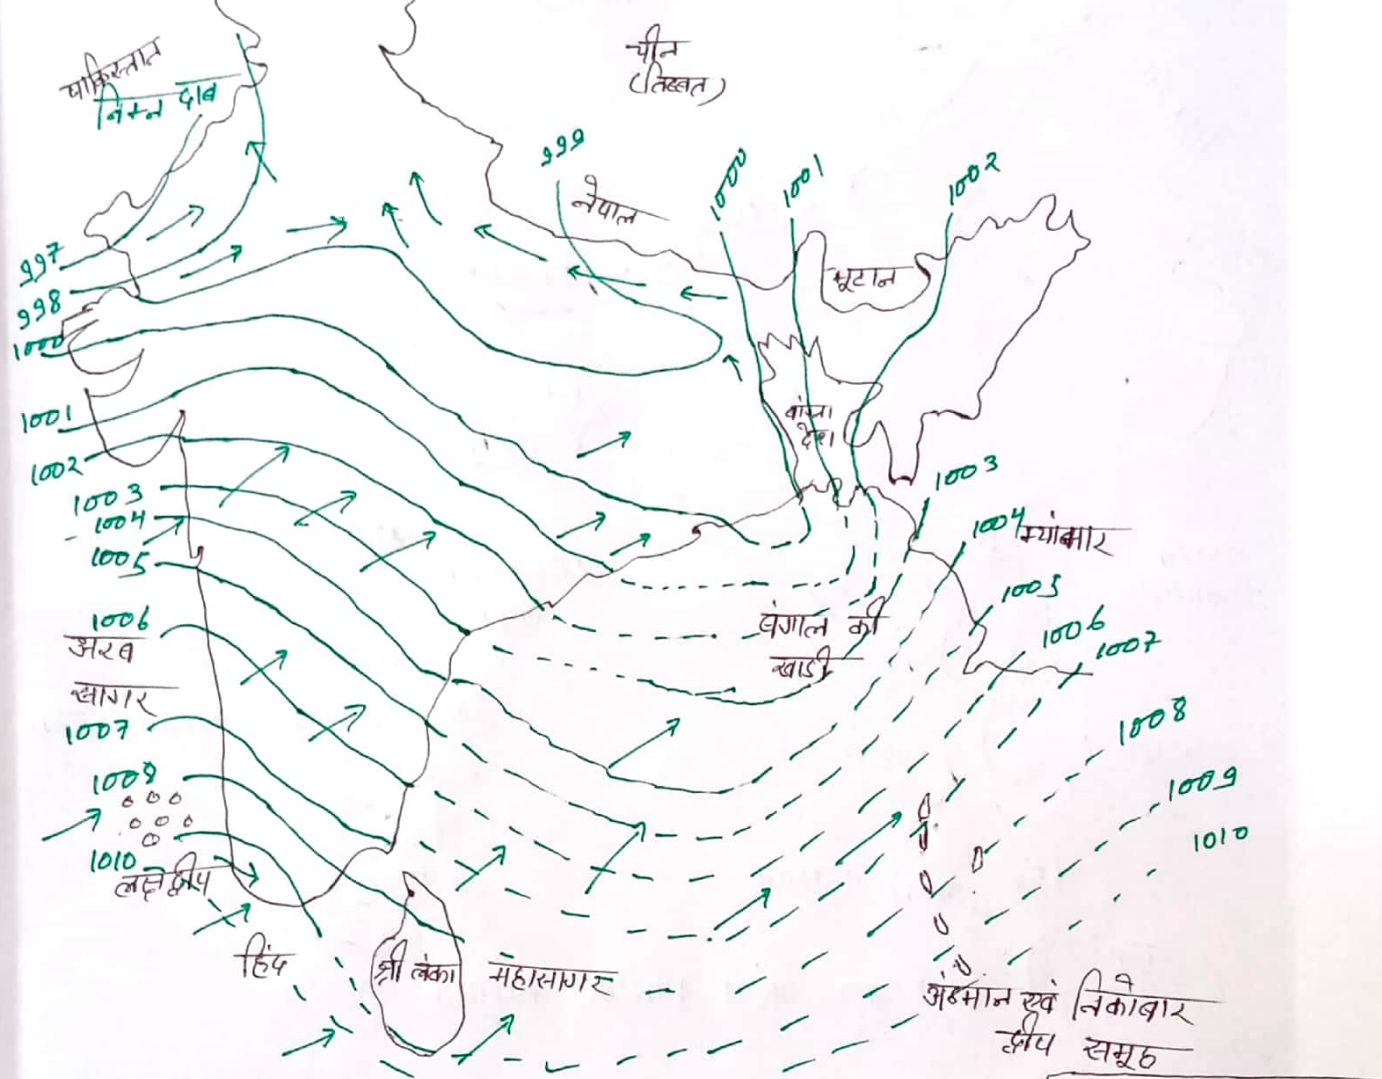 पाकिस्तान
निम्न दाब
चीन
(तिब्बत)
999
नेपाल
1000
1001
1002
भूटान
997
998
1000
1001
1002
1003
1004
1005
बांग्ला
देश
1003
1004
म्यांमार
1005
1006
1007
1006
अरब
सागर
1007
1008
1010
लक्षद्वीप
बंगाल की
खाड़ी
1008
1009
1010
हिंद
श्री लंका
महासागर
अंडमान एवं निकोबार
द्वीप समूह